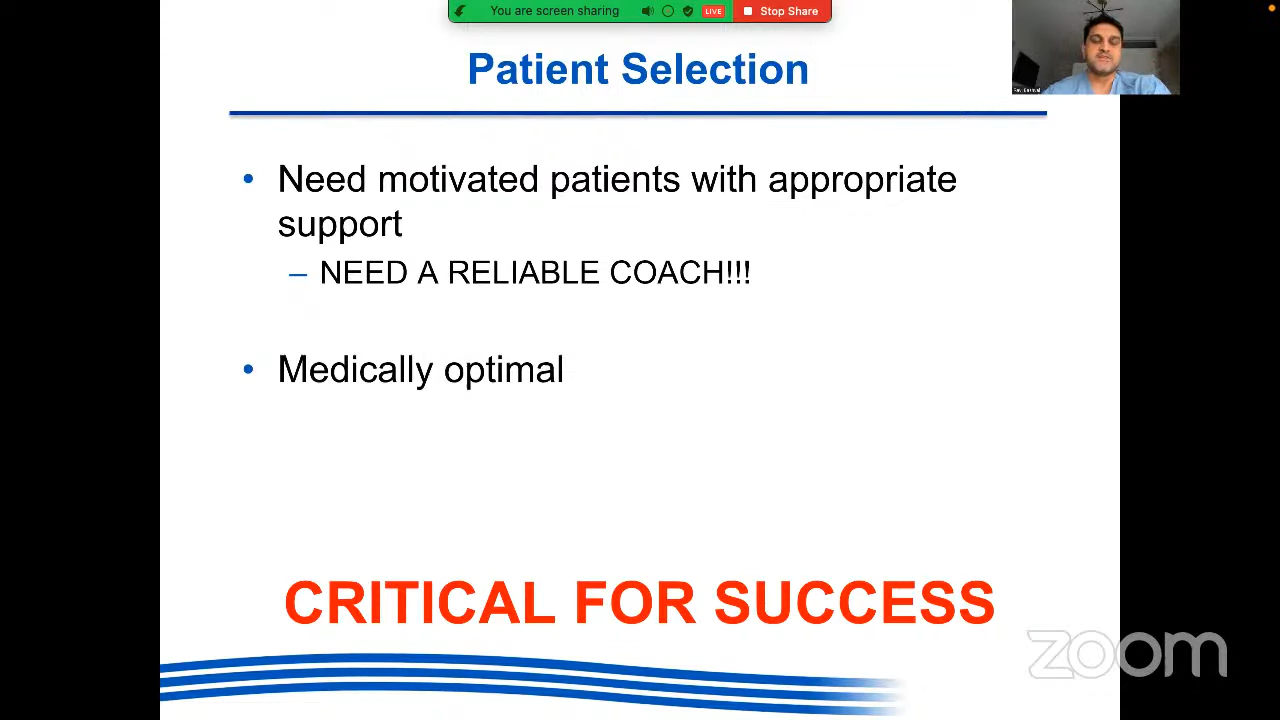 You are screen sharing
LIVE
Stop Share
Patient Selection
• Need motivated patients with appropriate
support
– NEED A RELIABLE COACH!!!
• Medically optimal
CRITICAL FOR SUCCESS
zoom